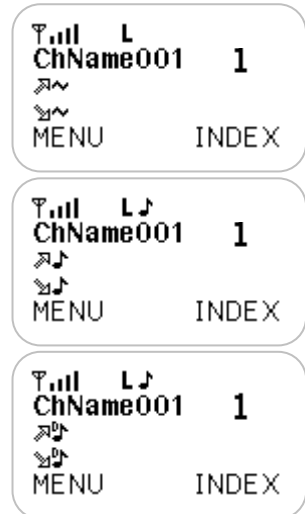 L
ChName001 1
MENU INDEX
L♪
ChName001 1
♪
♪
MENU INDEX
L♪
ChName001 1
D♪
D♪
MENU INDEX